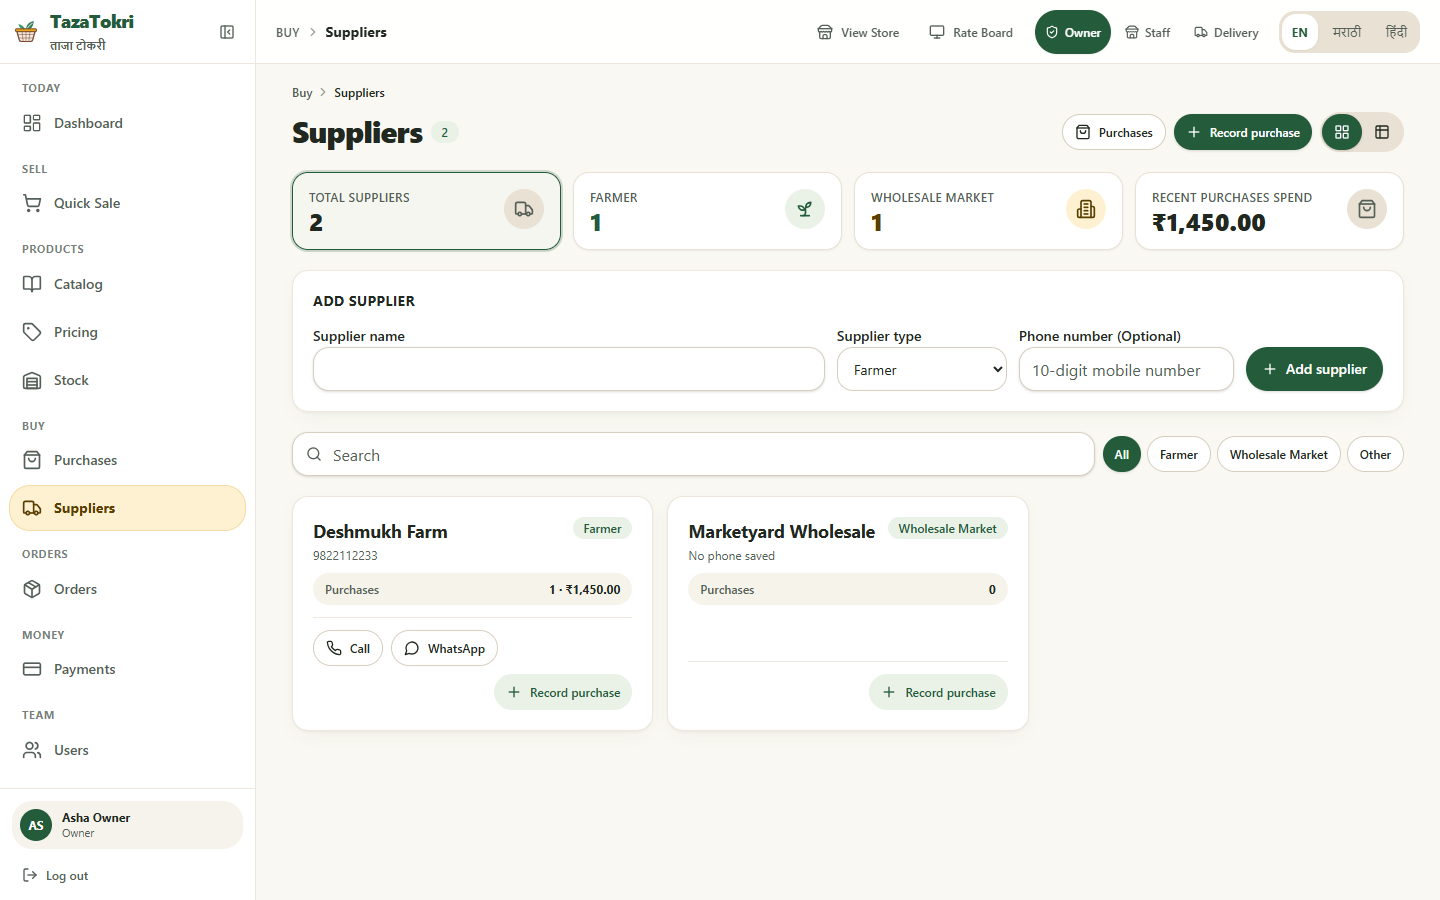 TazaTokri
ताजा टोकरी
TODAY
Dashboard
SELL
Quick Sale
PRODUCTS
Catalog
Pricing
Stock
BUY
Purchases
Suppliers
ORDERS
Orders
MONEY
Payments
TEAM
Users
AS
Asha Owner
Owner
Log out
BUY > Suppliers
View Store
Rate Board
Owner
Staff
Delivery
EN
मराठी
हिंदी
Buy > Suppliers
Suppliers 2
Purchases
+ Record purchase
TOTAL SUPPLIERS
2
FARMER
1
WHOLESALE MARKET
1
RECENT PURCHASES SPEND
₹1,450.00
ADD SUPPLIER
Supplier name
Supplier type
Farmer
Phone number (Optional)
10-digit mobile number
+ Add supplier
Search
All
Farmer
Wholesale Market
Other
Deshmukh Farm
Farmer
9822112233
Purchases 1 · ₹1,450.00
Call
WhatsApp
+ Record purchase
Marketyard Wholesale
Wholesale Market
No phone saved
Purchases 0
+ Record purchase